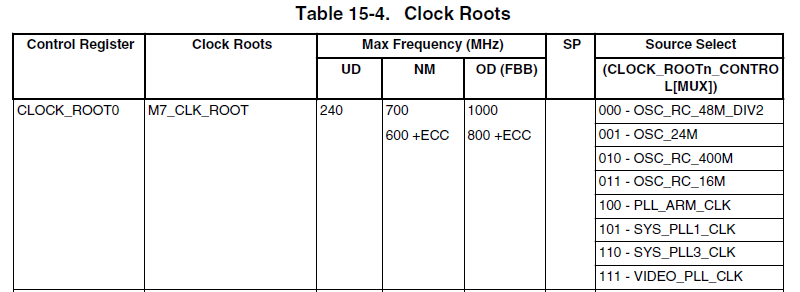 Table 15-4. Clock Roots
Control Register Clock Roots Max Frequency (MHz) SP Source Select
UD NM OD (FBB) (CLOCK_ROOTn_CONTRO
L[MUX])
CLOCK_ROOT0 M7_CLK_ROOT 240 700 1000 000 - OSC_RC_48M_DIV2
600 +ECC 800 +ECC 001 - OSC_24M
010 - OSC_RC_400M
011 - OSC_RC_16M
100 - PLL_ARM_CLK
101 - SYS_PLL1_CLK
110 - SYS_PLL3_CLK
111 - VIDEO_PLL_CLK